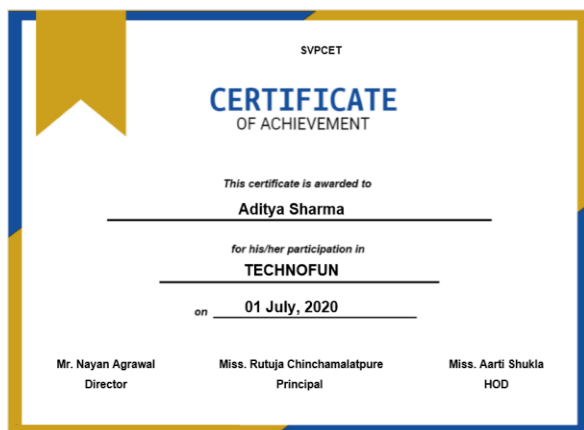 SVPCET
CERTIFICATE
OF ACHIEVEMENT
This certificate is awarded to
Aditya Sharma
for his/her participation in
TECHNOFUN
on 01 July, 2020
Mr. Nayan Agrawal Miss. Rutuja Chinchamalatpure Miss. Aarti Shukla
Director Principal HOD